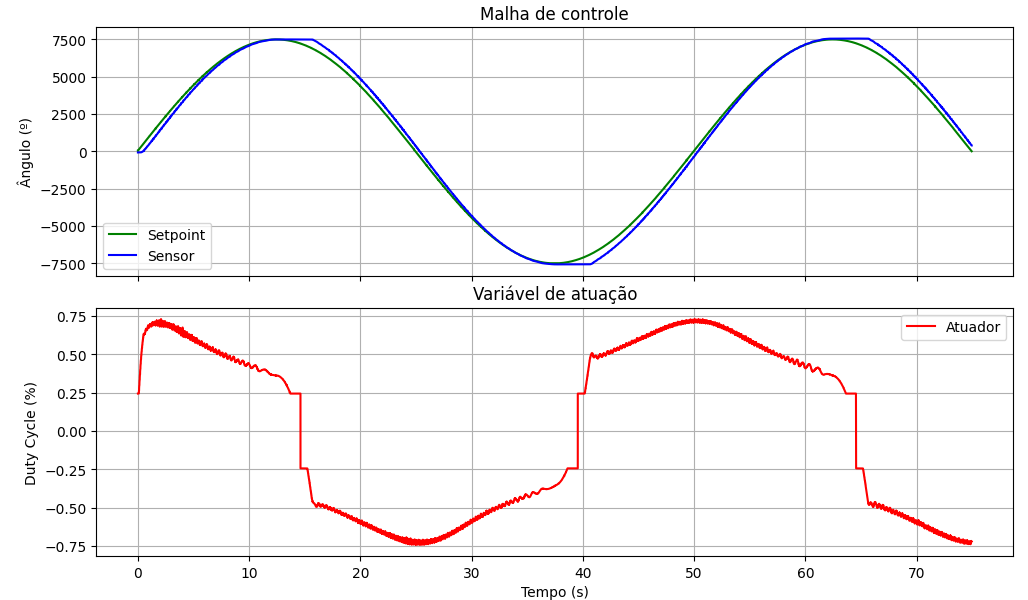 Malha de controle
7500
5000
2500
0
−2500
−5000
−7500
Ângulo (º)
Setpoint
Sensor
Variável de atuação
0.75
0.50
0.25
0.00
−0.25
−0.50
−0.75
Duty Cycle (%)
Atuador
0 10 20 30 40 50 60 70
Tempo (s)